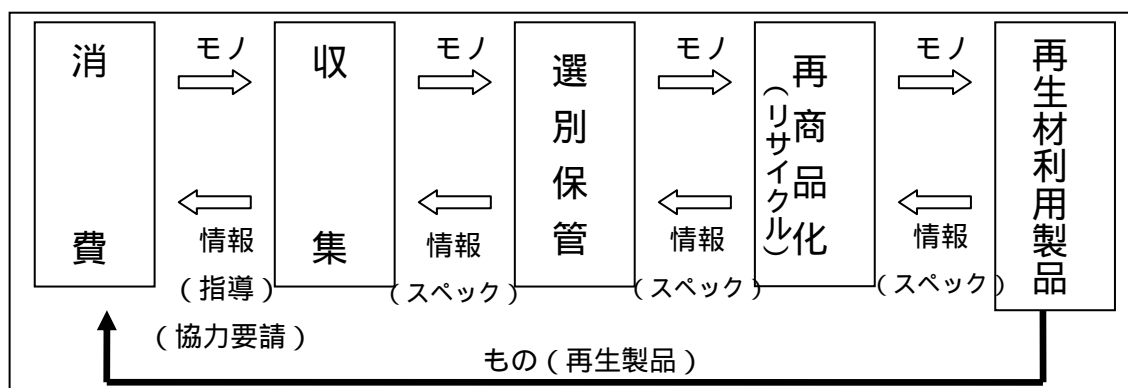 消費
モノ
収集
モノ
選別保管
モノ
再商品化
(リサイクル)
モノ
再生材利用製品
情報
(指導)
(協力要請)
情報
(スペック)
情報
(スペック)
情報
(スペック)
もの(再生製品)